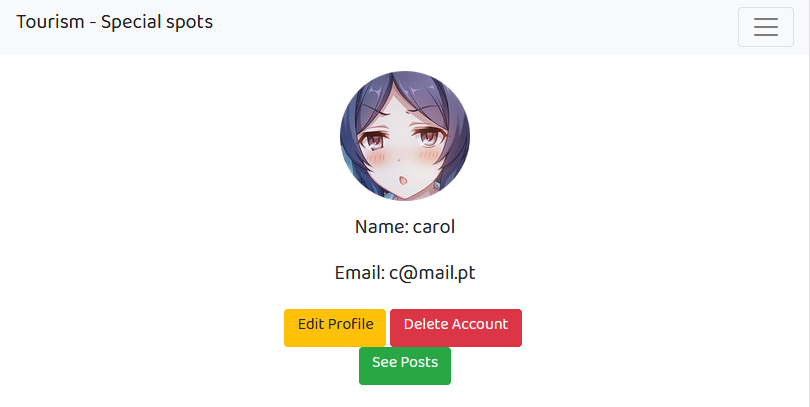 Tourism - Special spots
Name: carol
Email: c@mail.pt
Edit Profile Delete Account
See Posts